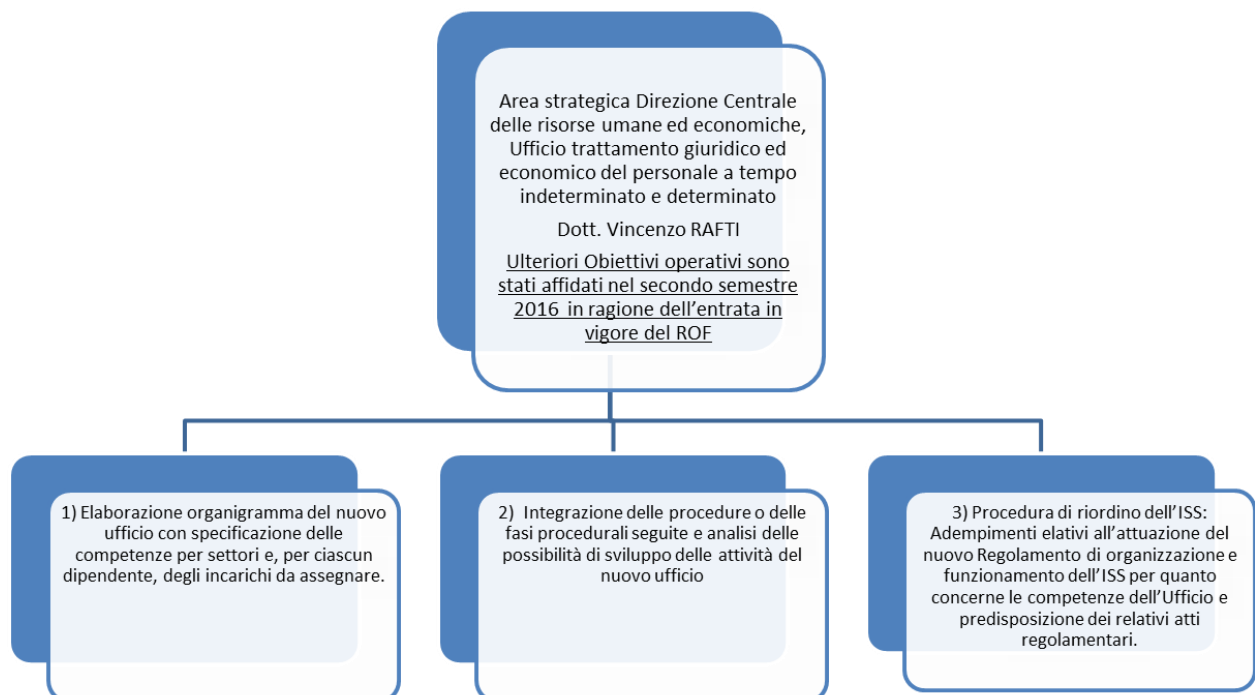 Area strategica Direzione Centrale
delle risorse umane ed economiche,
Ufficio trattamento giuridico ed
economico del personale a tempo
indeterminato e determinato
Dott. Vincenzo RAFTI
Ulteriori Obiettivi operativi sono
stati affidati nel secondo semestre
2016 in ragione dell’entrata in
vigore del ROF
1) Elaborazione organigramma del nuovo
ufficio con specificazione delle
competenze per settori e, per ciascun
dipendente, degli incarichi da assegnare.
2) Integrazione delle procedure o delle
fasi procedurali seguite e analisi delle
possibilità di sviluppo delle attività del
nuovo ufficio
3) Procedura di riordino dell’ISS:
Adempimenti elativi all’attuazione del
nuovo Regolamento di organizzazione e
funzionamento dell’ISS per quanto
concerne le competenze dell’Ufficio e
predisposizione dei relativi atti
regolamentari.